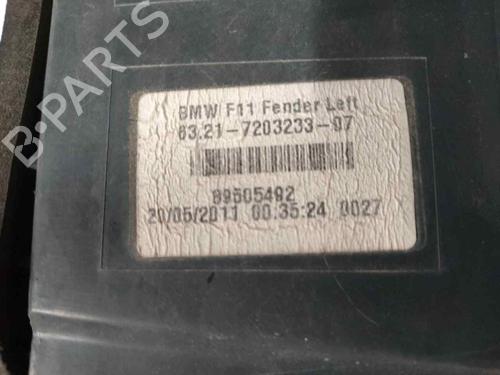 BMW F11 Fender Left
63.21-7203233-07
89505492
20/05/2011 00:35:24 0027
B-PARTS